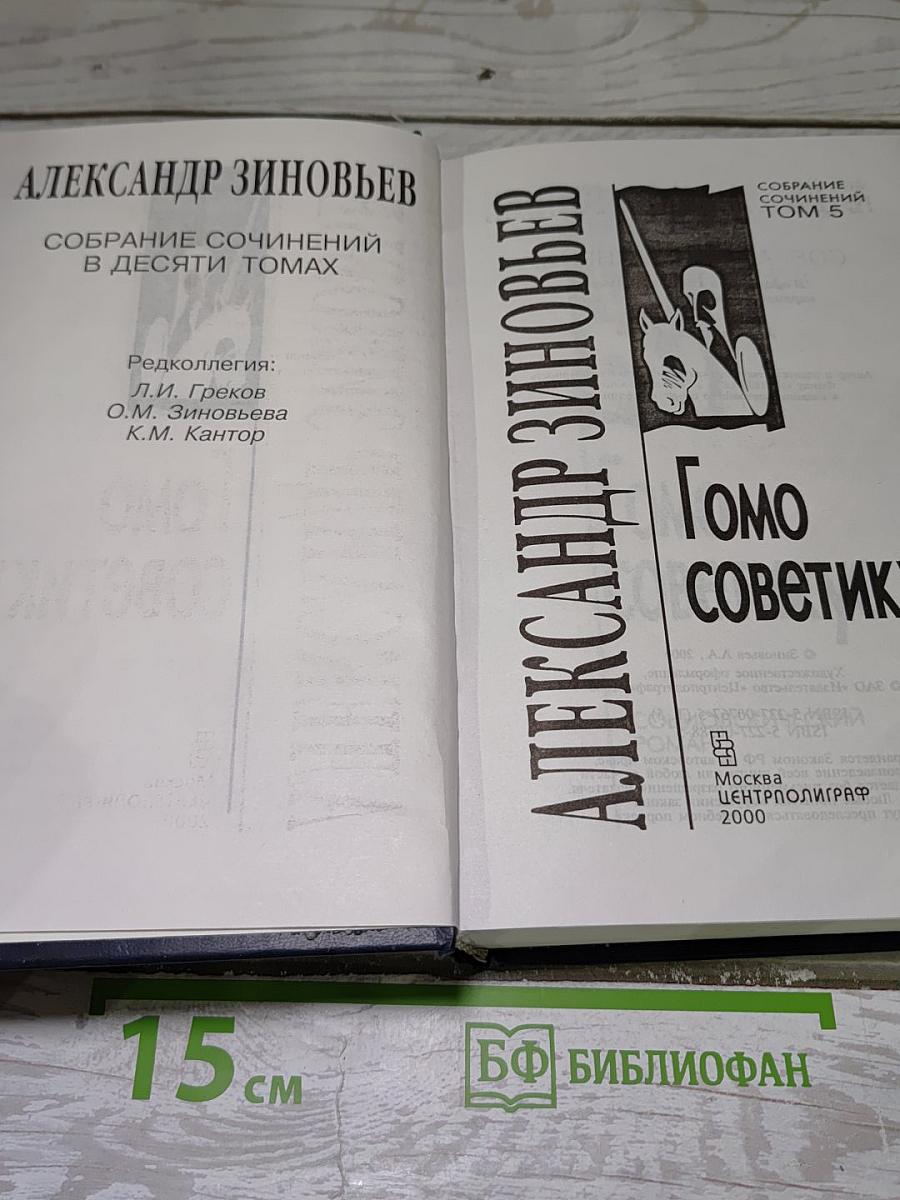 АЛЕКСАНДР ЗИНОВЬЕВ
СОБРАНИЕ СОЧИНЕНИЙ
В ДЕСЯТИ ТОМАХ
Редколлегия:
Л.И. Греков
О.М. Зиновьева
К.М. Кантор
АЛЕКСАНДР ЗИНОВЬЕВ
СОБРАНИЕ
СОЧИНЕНИЙ
ТОМ 5
Гомо
советик
Москва
ЦЕНТРПОЛИГРАФ
2000
15 см
БФ БИБЛИОФАН